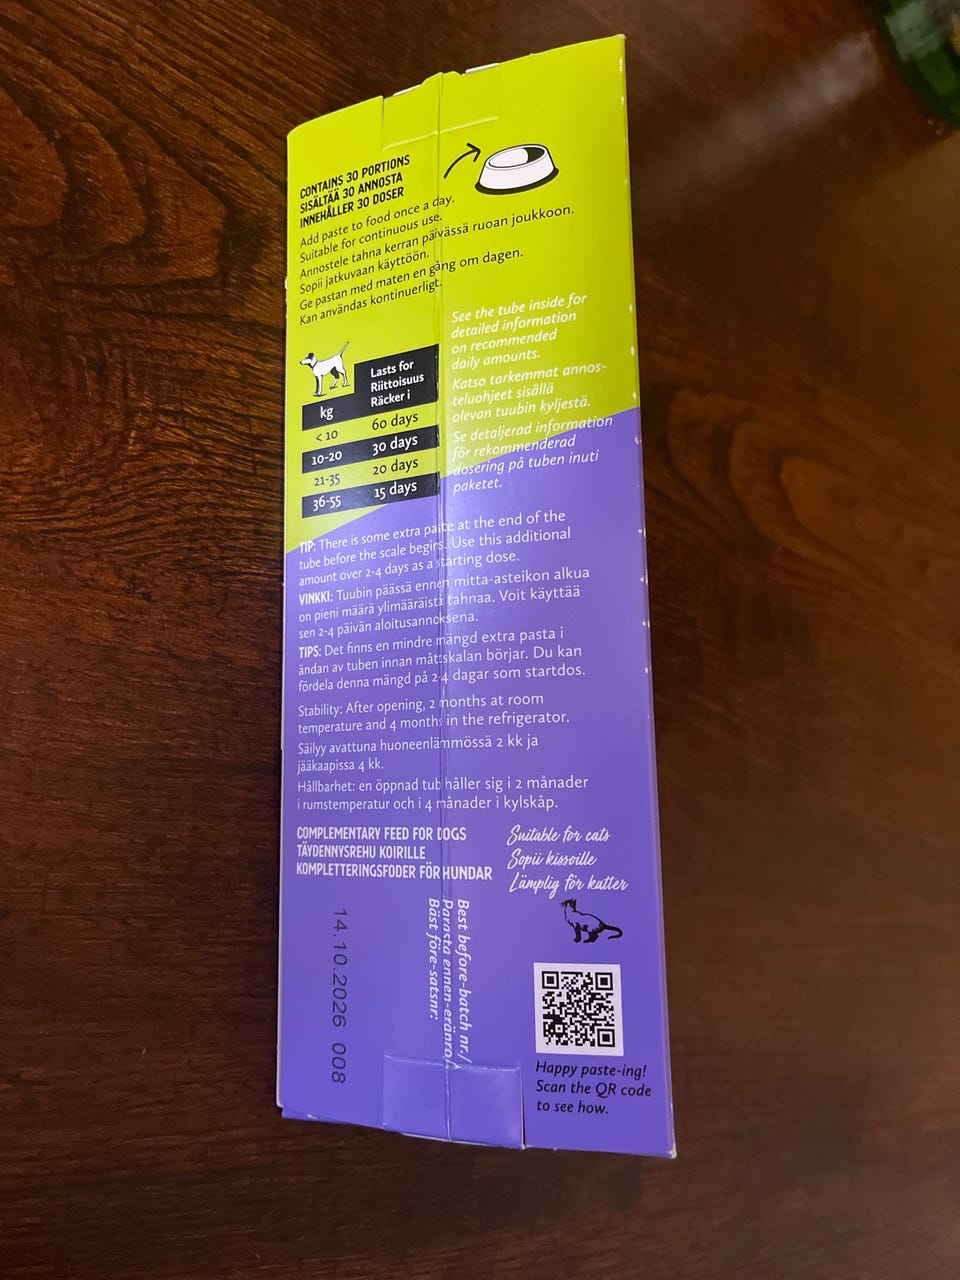 CONTAINS 30 PORTIONS
SISÄLTÄÄ 30 ANNOSTA
INNEHÅLLER 30 DOSER
Add paste to food once a day.
Suitable for continuous use.
Annostele tahna kerran päivässä ruoan joukkoon.
Sopii jatkuvaan käyttöön.
Ge pastan med maten en gång om dagen.
Kan användas kontinuerligt.
Lasts for
Riittoisuus
Räcker i
kg
< 10 60 days
10-20 30 days
21-35 20 days
36-55 15 days
See the tube inside for
detailed information
on recommended
daily amounts.
Katso tarkemmat annos-
teluohjeet sisällä
olevan tuubin kyljestä.
Se detaljerad information
för rekommenderad
dosering på tuben inuti
paketet.
TIP: There is some extra paste at the end of the
tube before the scale begins. Use this additional
amount over 2-4 days as a starting dose.
VINKKI: Tuubin päässä ennen mitta-asteikon alkua
on pieni määrä ylimääräistä tahnaa. Voit käyttää
sen 2-4 päivän aloitusannoksena.
TIPS: Det finns en mindre mängd extra pasta i
ändan av tuben innan måttskalan börjar. Du kan
fördela denna mängd på 2-4 dagar som startdos.
Stability: After opening, 2 months at room
temperature and 4 months in the refrigerator.
Säilyy avattuna huoneenlämmössä 2 kk ja
jääkaapissa 4 kk.
Hållbarhet: en öppnad tub håller sig i 2 månader
i rumstemperatur och i 4 månader i kylskåp.
COMPLEMENTARY FEED FOR DOGS
TÄYDENNYSREHU KOIRILLE
KOMPLETTERINGSFODER FÖR HUNDAR
Suitable for cats
Sopii kissoille
Lämplig för katter
Best before-batch nr./
Parasta ennen-eränro/
Bäst före-satsnr:
14.10.2026 008
Happy paste-ing!
Scan the QR code
to see how.